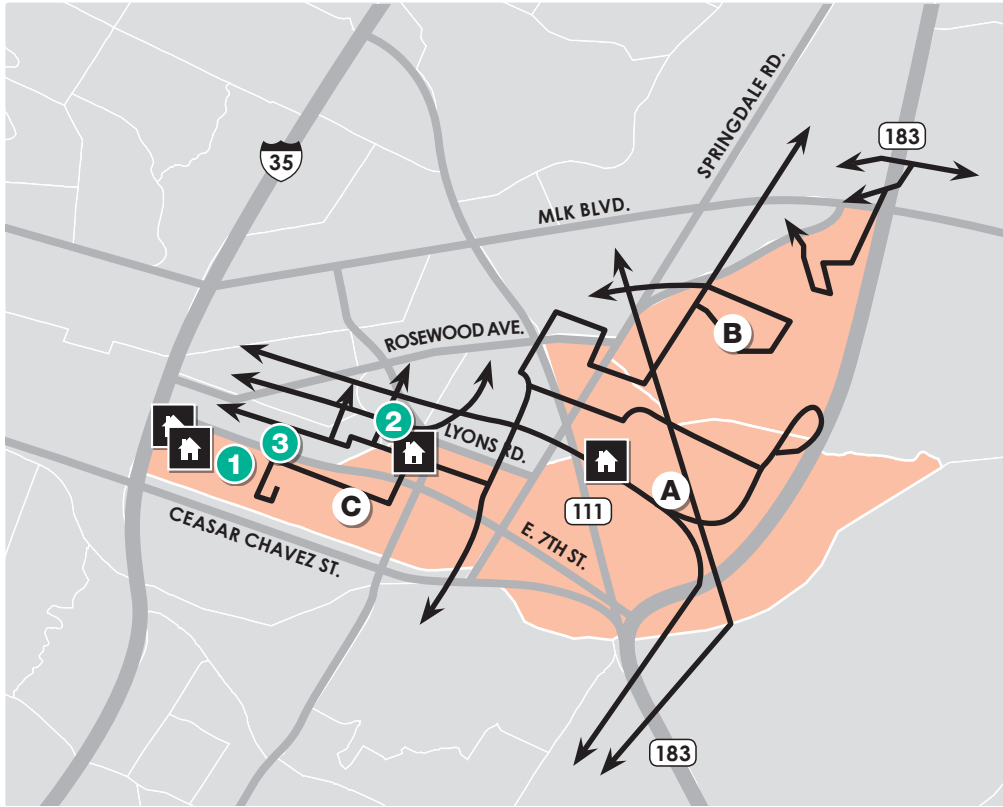 SPRINGDALE RD.
183
35
MLK BLVD.
ROSEWOOD AVE.
B
2
LYONS RD.
3
1
A
C
111
E. 7TH ST.
CEASAR CHAVEZ ST.
183